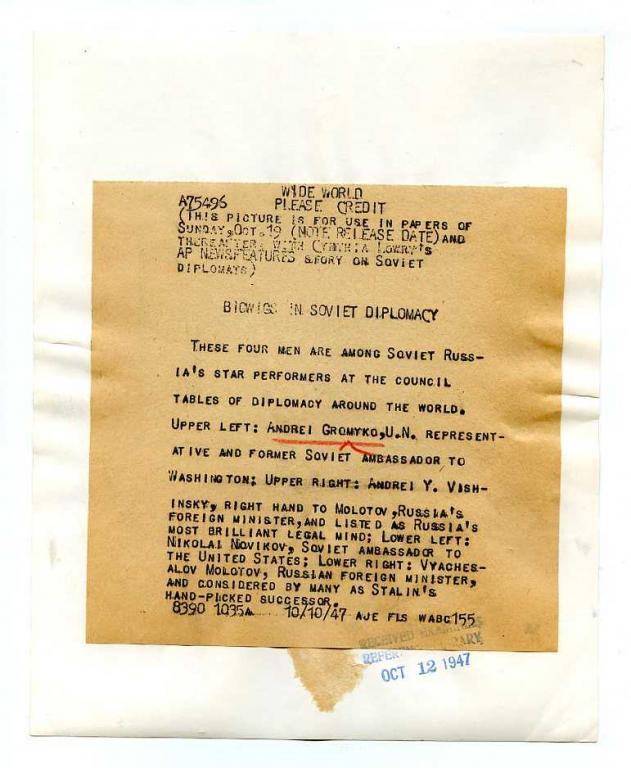 WIDE WORLD
A75496 PLEASE CREDIT
(THIS PICTURE IS FOR USE IN PAPERS OF
SUNDAY, OCT. 19 (NOTE RELEASE DATE) AND
THEREAFTER WITH CYNTHIA LOWRY'S
AP NEWSFEATURES STORY ON SOVIET
DIPLOMATS)
BIGWIGS IN SOVIET DIPLOMACY
THESE FOUR MEN ARE AMONG SOVIET RUSS-
IA'S STAR PERFORMERS AT THE COUNCIL
TABLES OF DIPLOMACY AROUND THE WORLD.
UPPER LEFT: ANDREI GROMYKO, U.N. REPRESENT-
ATIVE AND FORMER SOVIET AMBASSADOR TO
WASHINGTON; UPPER RIGHT: ANDREI Y. VISH-
INSKY, RIGHT HAND TO MOLOTOV, RUSSIA'S
FOREIGN MINISTER, AND LISTED AS RUSSIA'S
MOST BRILLIANT LEGAL MIND; LOWER LEFT:
NIKOLAI NOVIKOV, SOVIET AMBASSADOR TO
THE UNITED STATES; LOWER RIGHT: VYACHES-
ALOV MOLOTOV, RUSSIAN FOREIGN MINISTER,
AND CONSIDERED BY MANY AS STALIN'S
HAND-PICKED SUCCESSOR.
8390 1035A 10/10/47 AJE FLS WABC155
RECEIVED
OCT 12 1947